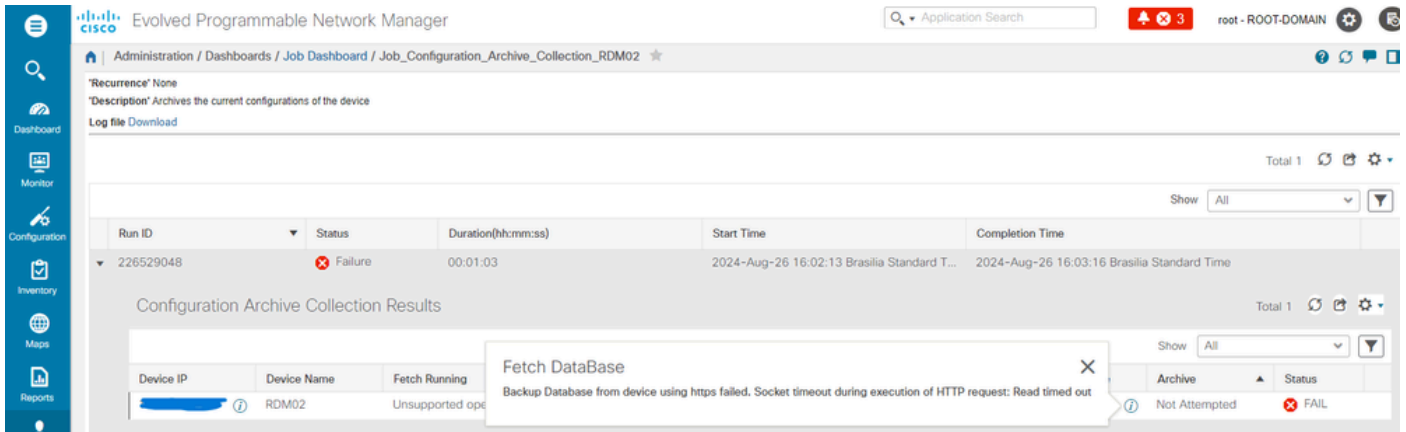 CISCO Evolved Programmable Network Manager
Application Search
3
root - ROOT-DOMAIN
Administration / Dashboards / Job Dashboard / Job_Configuration_Archive_Collection_RDM02
"Recurrence" None
"Description" Archives the current configurations of the device
Log file Download
Dashboard
Monitor
Configuration
Inventory
Maps
Reports
Total 1
Show All
Run ID Status Duration(hh:mm:ss) Start Time Completion Time
226529048 Failure 00:01:03 2024-Aug-26 16:02:13 Brasilia Standard T... 2024-Aug-26 16:03:16 Brasilia Standard Time
Configuration Archive Collection Results
Total 1
Show All
Fetch DataBase
Backup Database from device using https failed. Socket timeout during execution of HTTP request: Read timed out
Device IP Device Name Fetch Running Archive Status
RDM02 Unsupported ope Not Attempted FAIL